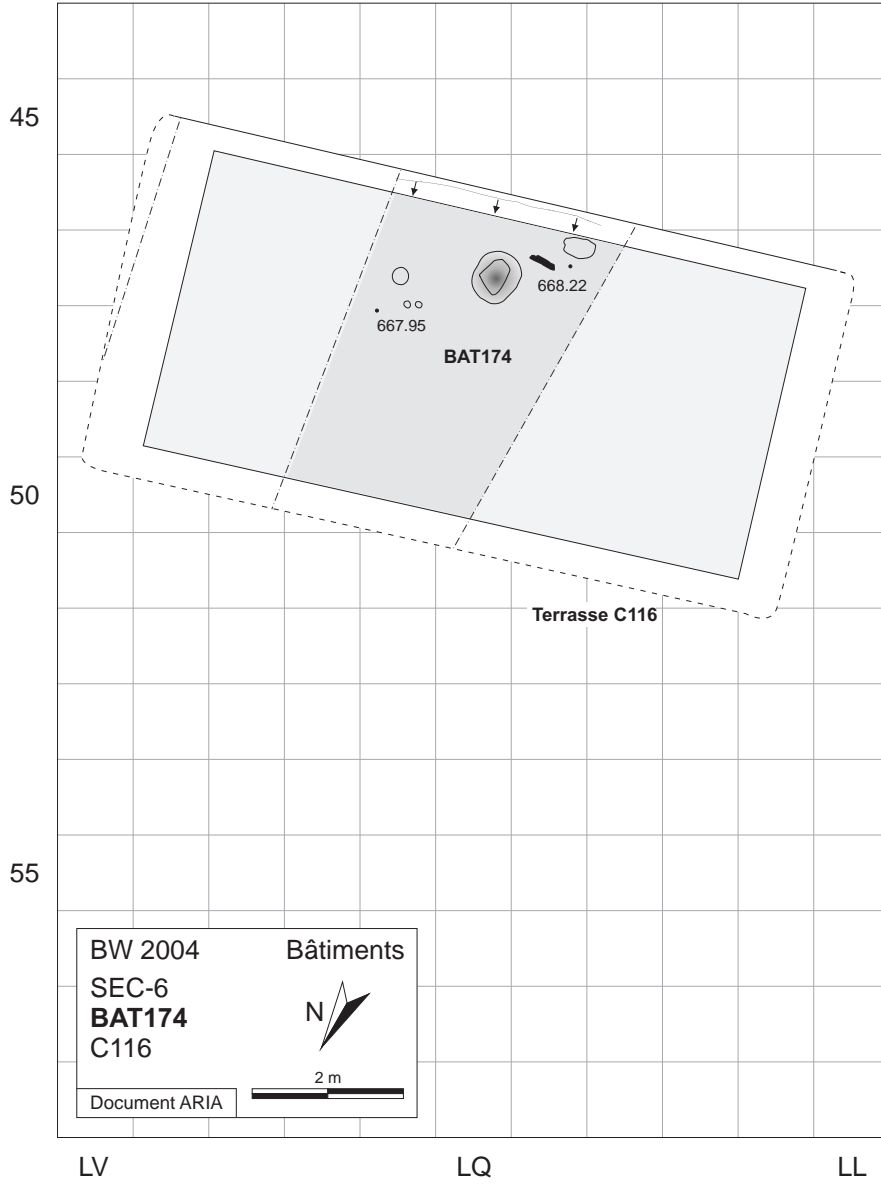 45
668.22
667.95
BAT174
50
Terrasse C116
55
BW 2004 Bâtiments
SEC-6
BAT174
N
C116
2 m
Document ARIA
LV LQ LL